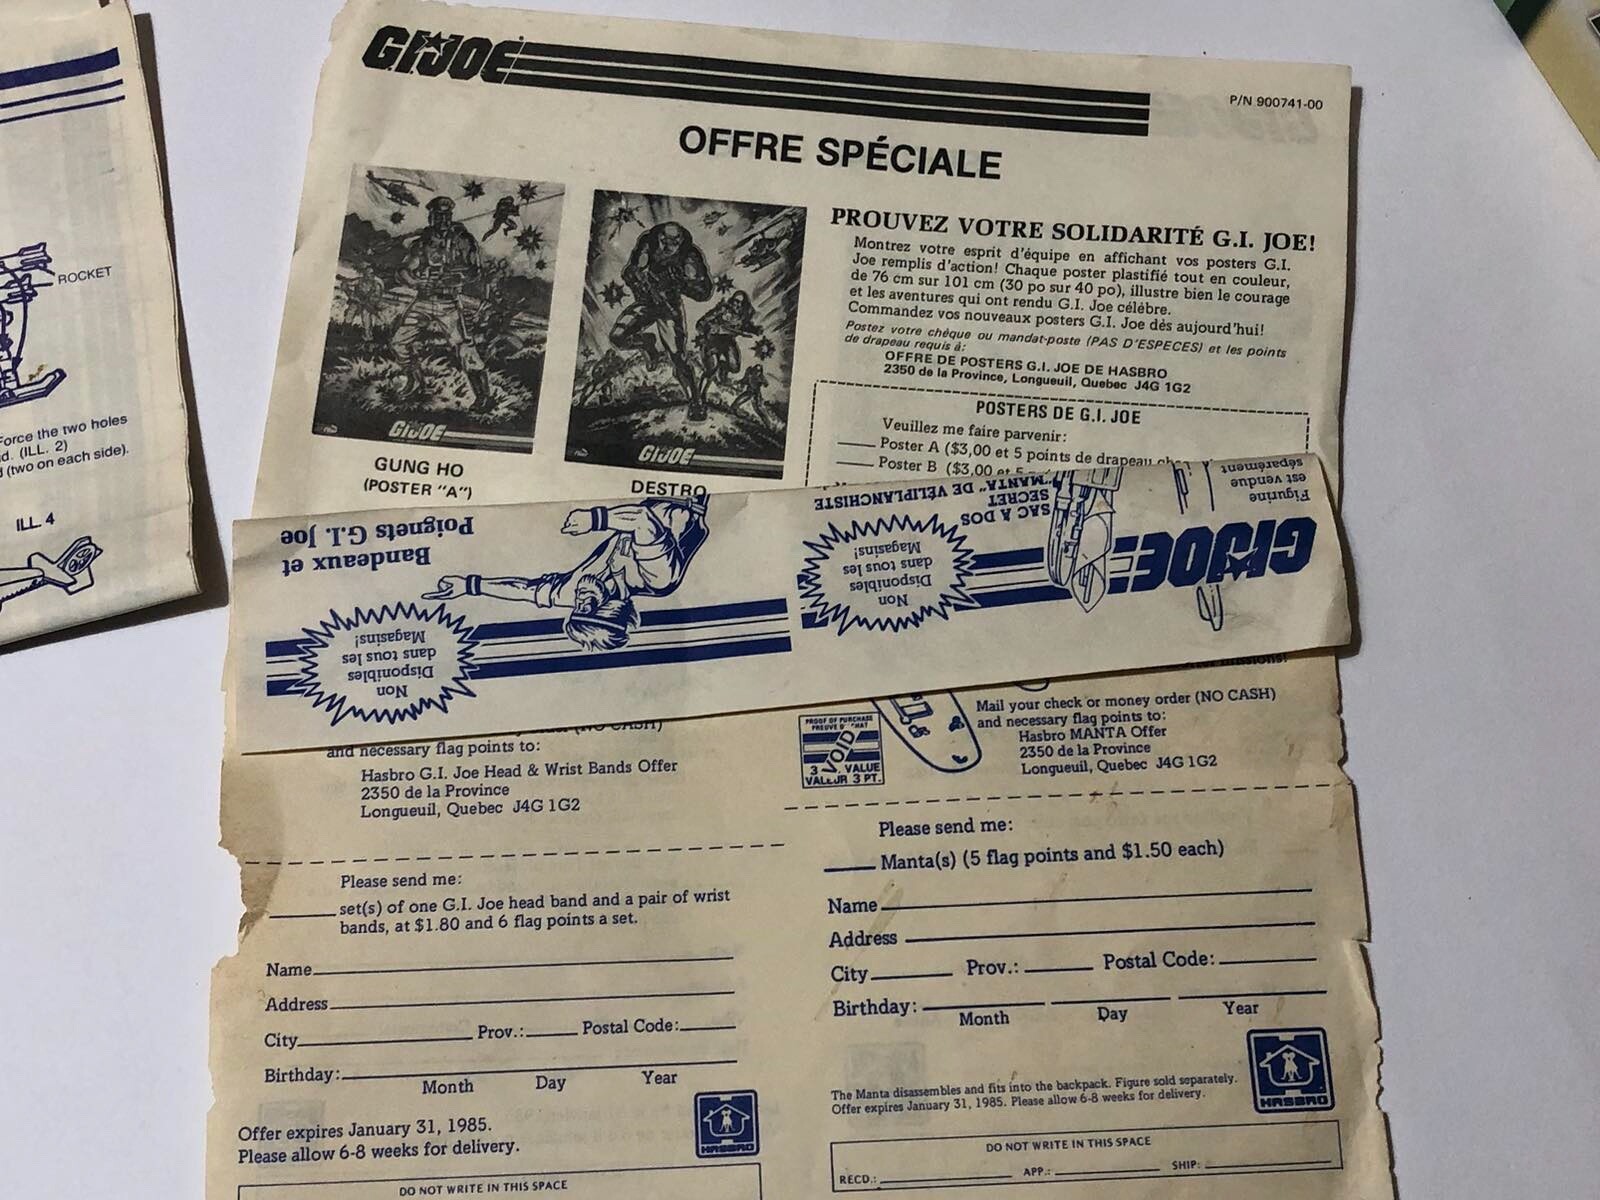 ROCKET
Force the two holes
d. (ILL. 2)
(two on each side).
ILL. 4
G.I. JOE
P/N 900741-00
OFFRE SPÉCIALE
G.I. JOE
G.I. JOE
GUNG HO
(POSTER "A")
DESTRO
PROUVEZ VOTRE SOLIDARITÉ G.I. JOE!
Montrez votre esprit d'équipe en affichant vos posters G.I.
Joe remplis d'action! Chaque poster plastifié tout en couleur,
de 76 cm sur 101 cm (30 po sur 40 po), illustre bien le courage
et les aventures qui ont rendu G.I. Joe célèbre.
Commandez vos nouveaux posters G.I. Joe dès aujourd'hui!
Postez votre chèque ou mandat-poste (PAS D'ESPECES) et les points
de drapeau requis à:
OFFRE DE POSTERS G.I. JOE DE HASBRO
2350 de la Province, Longueuil, Quebec J4G 1G2
POSTERS DE G.I. JOE
Veuillez me faire parvenir:
Poster A ($3,00 et 5 points de drapeau
Poster B ($3,00 et 5
Bandeaux et
Poignets G.I. Joe
Non
Disponibles
dans tous les
Magasins!
G.I. JOE
Figurine
est vendue
séparément
SAC À DOS
SECRET
"MANTA" DE VÉLIPLANCHISTE
Non
Disponibles
dans tous les
Magasins!
(NO CASH)
and necessary flag points to:
Hasbro G.I. Joe Head & Wrist Bands Offer
2350 de la Province
Longueuil, Quebec J4G 1G2
Please send me:
set(s) of one G.I. Joe head band and a pair of wrist
bands, at $1.80 and 6 flag points a set.
Name
Address
City Prov.: Postal Code:
Birthday:
Month Day Year
Offer expires January 31, 1985.
Please allow 6-8 weeks for delivery.
HASBRO
DO NOT WRITE IN THIS SPACE
PROOF OF PURCHASE
VOID
3 VALUE
VALEUR 3 PT.
Mail your check or money order (NO CASH)
and necessary flag points to:
Hasbro MANTA Offer
2350 de la Province
Longueuil, Quebec J4G 1G2
Please send me:
Manta(s) (5 flag points and $1.50 each)
Name
Address
City Prov.: Postal Code:
Birthday:
Month Day Year
HASBRO
The Manta disassembles and fits into the backpack. Figure sold separately.
Offer expires January 31, 1985. Please allow 6-8 weeks for delivery.
DO NOT WRITE IN THIS SPACE
RECD.: APP.: SHIP: